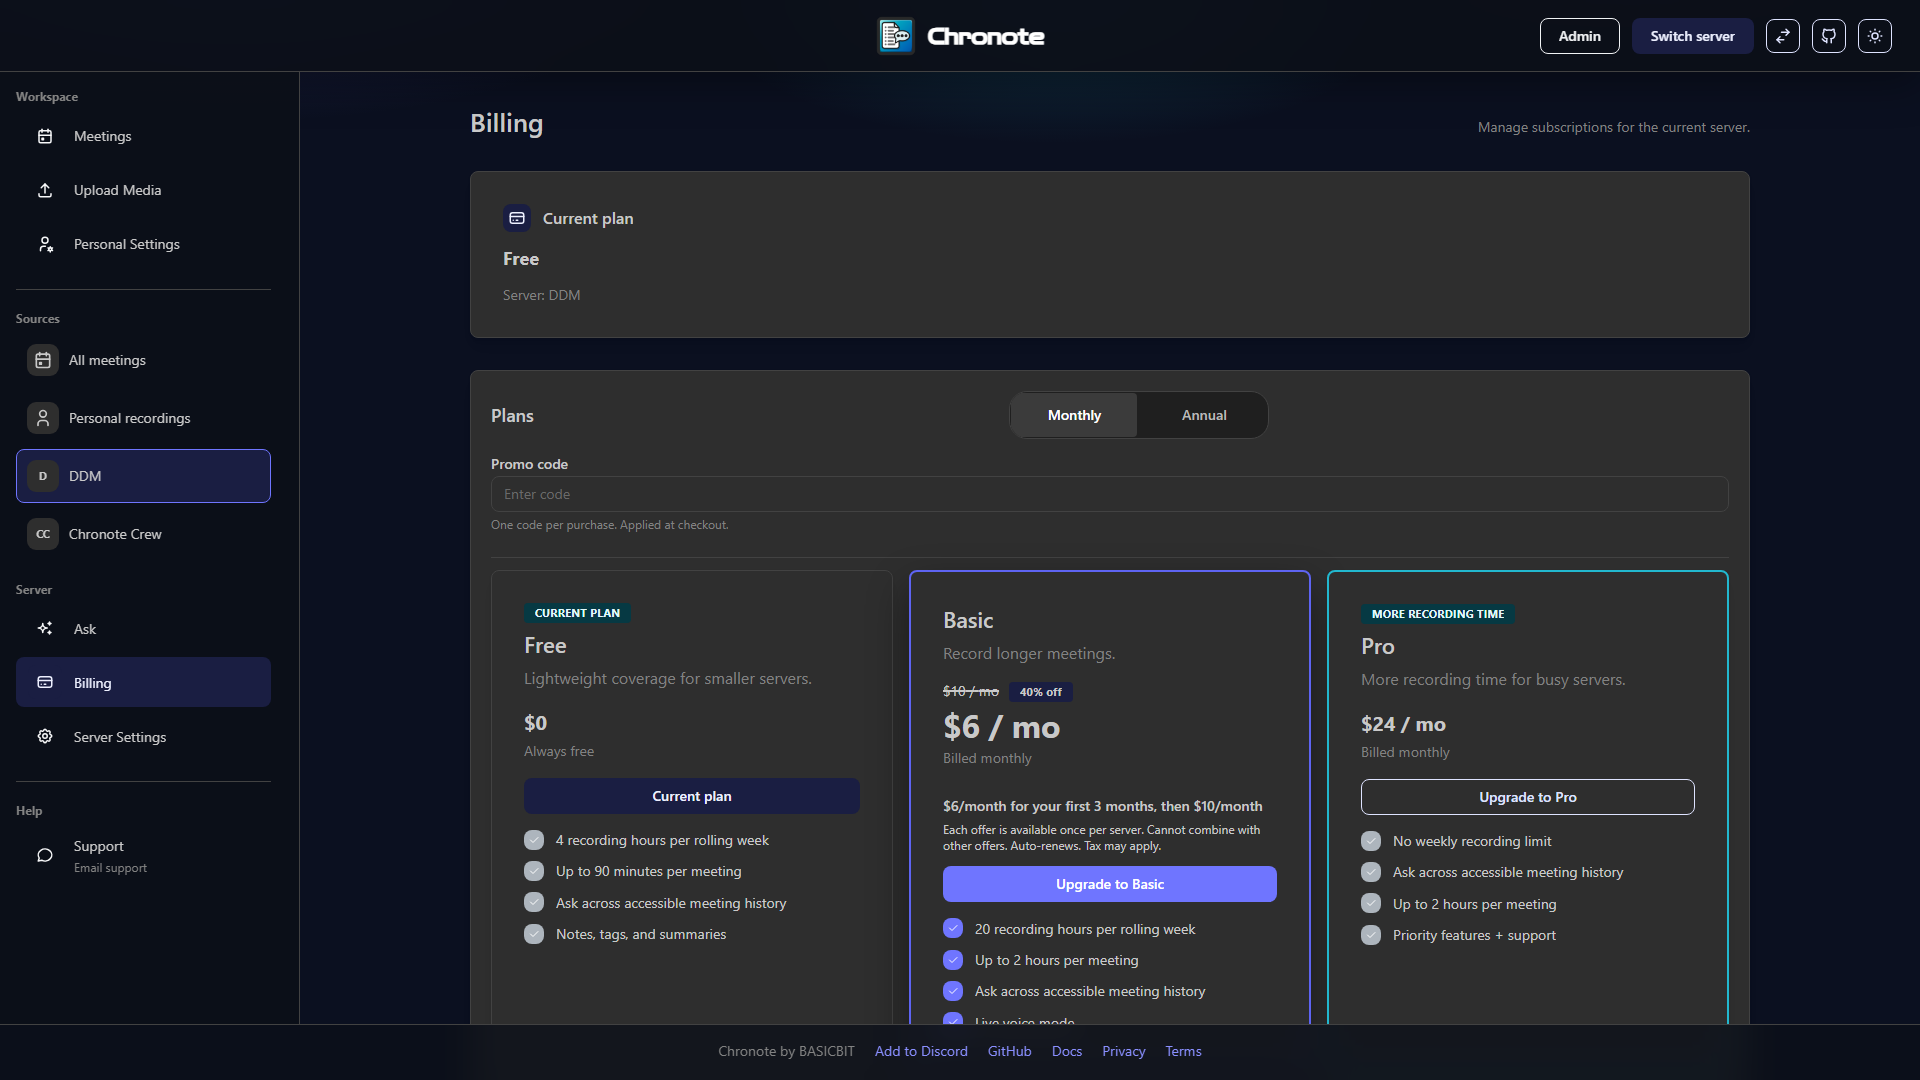 Chronote
Admin
Switch server
Workspace
Meetings
Upload Media
Personal Settings
Sources
All meetings
Personal recordings
D
DDM
CC
Chronote Crew
Server
Ask
Billing
Server Settings
Help
Support
Email support
Billing
Manage subscriptions for the current server.
Current plan
Free
Server: DDM
Plans
Monthly
Annual
Promo code
Enter code
One code per purchase. Applied at checkout.
CURRENT PLAN
Free
Lightweight coverage for smaller servers.
$0
Always free
Current plan
4 recording hours per rolling week
Up to 90 minutes per meeting
Ask across accessible meeting history
Notes, tags, and summaries
Basic
Record longer meetings.
$10 / mo
40% off
$6 / mo
Billed monthly
$6/month for your first 3 months, then $10/month
Each offer is available once per server. Cannot combine with
other offers. Auto-renews. Tax may apply.
Upgrade to Basic
20 recording hours per rolling week
Up to 2 hours per meeting
Ask across accessible meeting history
Live voice mode
MORE RECORDING TIME
Pro
More recording time for busy servers.
$24 / mo
Billed monthly
Upgrade to Pro
No weekly recording limit
Ask across accessible meeting history
Up to 2 hours per meeting
Priority features + support
Chronote by BASICBIT
Add to Discord
GitHub
Docs
Privacy
Terms